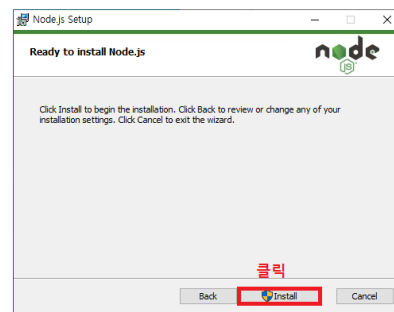 Node.js Setup
Ready to install Node.js
node
JS
Click Install to begin the installation. Click Back to review or change any of your
installation settings. Click Cancel to exit the wizard.
클릭
Back
Install
Cancel